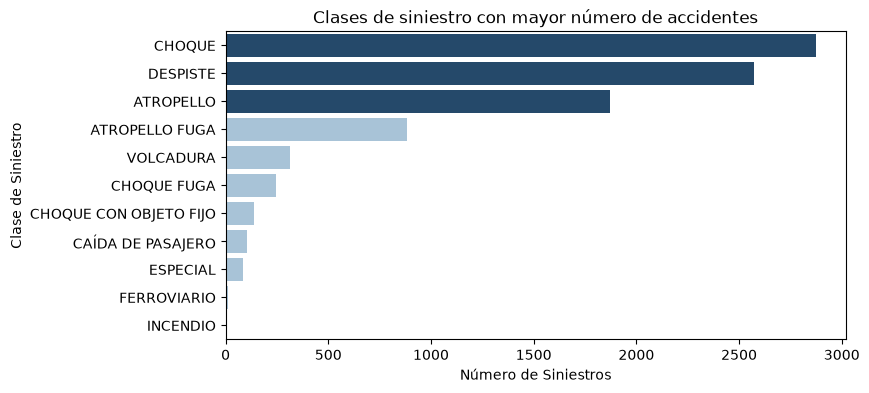 Clases de siniestro con mayor número de accidentes
Clase de Siniestro
CHOQUE
DESPISTE
ATROPELLO
ATROPELLO FUGA
VOLCADURA
CHOQUE FUGA
CHOQUE CON OBJETO FIJO
CAÍDA DE PASAJERO
ESPECIAL
FERROVIARIO
INCENDIO
0 500 1000 1500 2000 2500 3000
Número de Siniestros